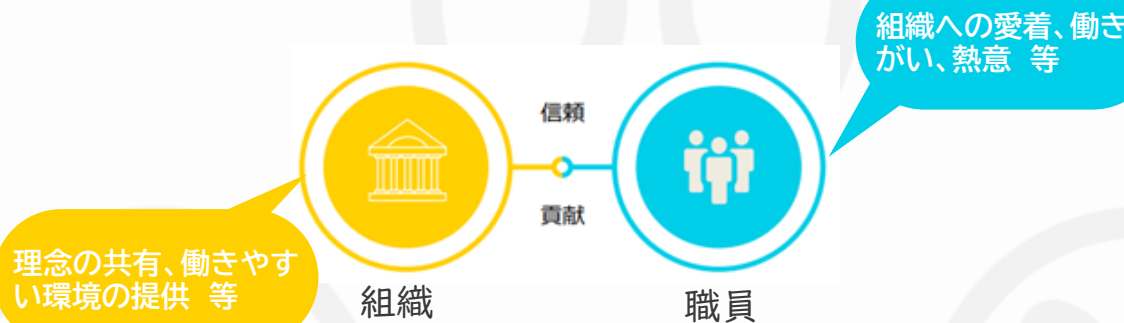 組織への愛着、働き
がい、熱意 等
信頼
貢献
理念の共有、働きやす
い環境の提供 等
組織
職員